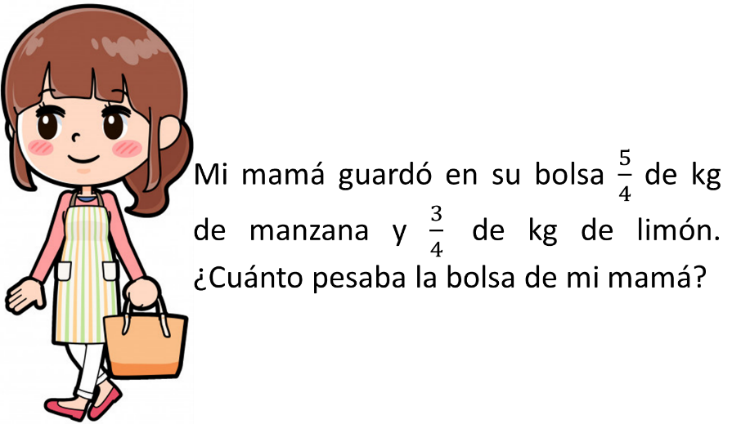 Mi mamá guardó en su bolsa 5/4 de kg
de manzana y 3/4 de kg de limón.
¿Cuánto pesaba la bolsa de mi mamá?